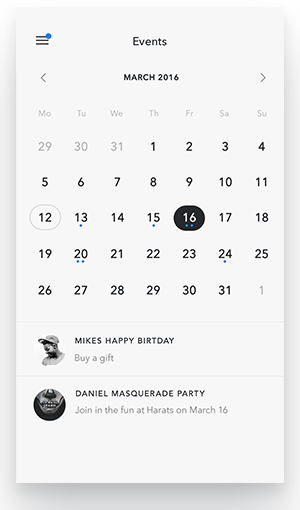 Events
MARCH 2016
Mo Tu We Th Fr Sa Su
29 30 31 1 2 3 4
5 6 7 8 9 10 11
12 13 14 15 16 17 18
19 20 21 22 23 24 25
26 27 28 29 30 31 1
MIKES HAPPY BIRTDAY
Buy a gift
DANIEL MASQUERADE PARTY
Join in the fun at Harats on March 16